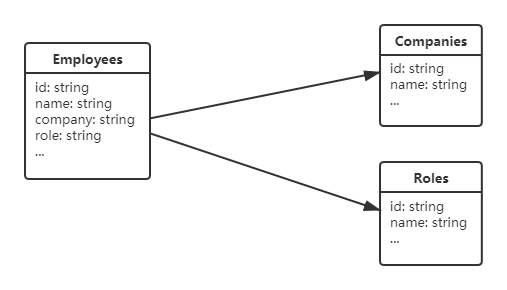 Employees
id: string
name: string
company: string
role: string
...
Companies
id: string
name: string
...
Roles
id: string
name: string
...